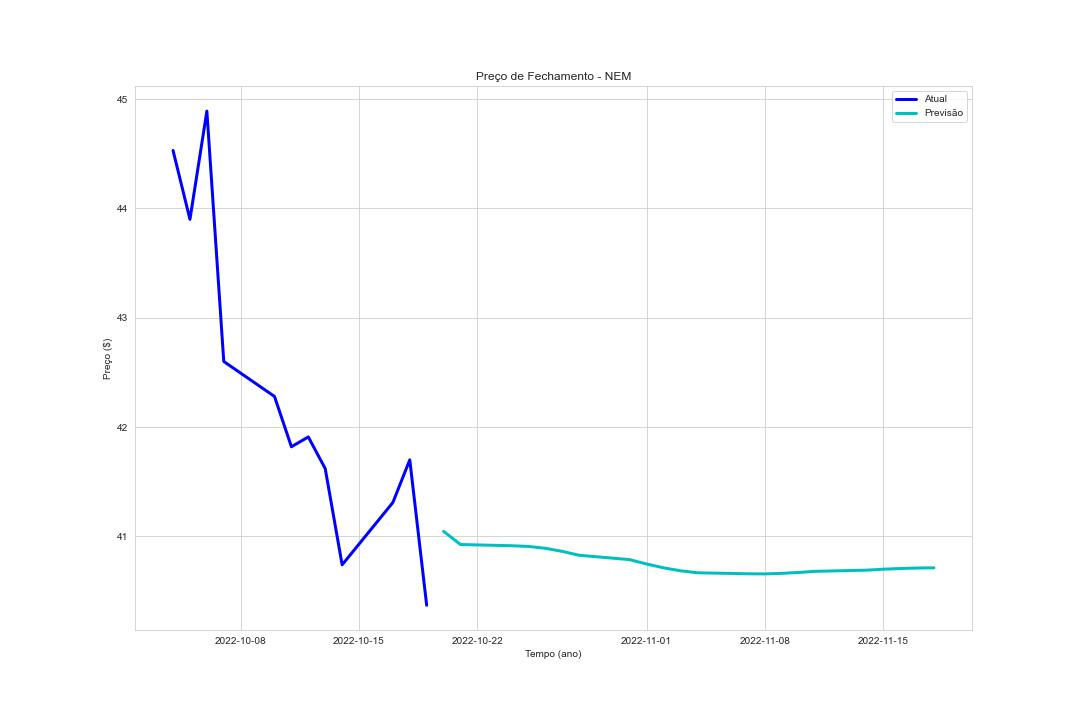 Preço de Fechamento - NEM
Atual
Previsão
45
44
43
42
41
Preço ($)
2022-10-08
2022-10-15
2022-10-22
2022-11-01
2022-11-08
2022-11-15
Tempo (ano)